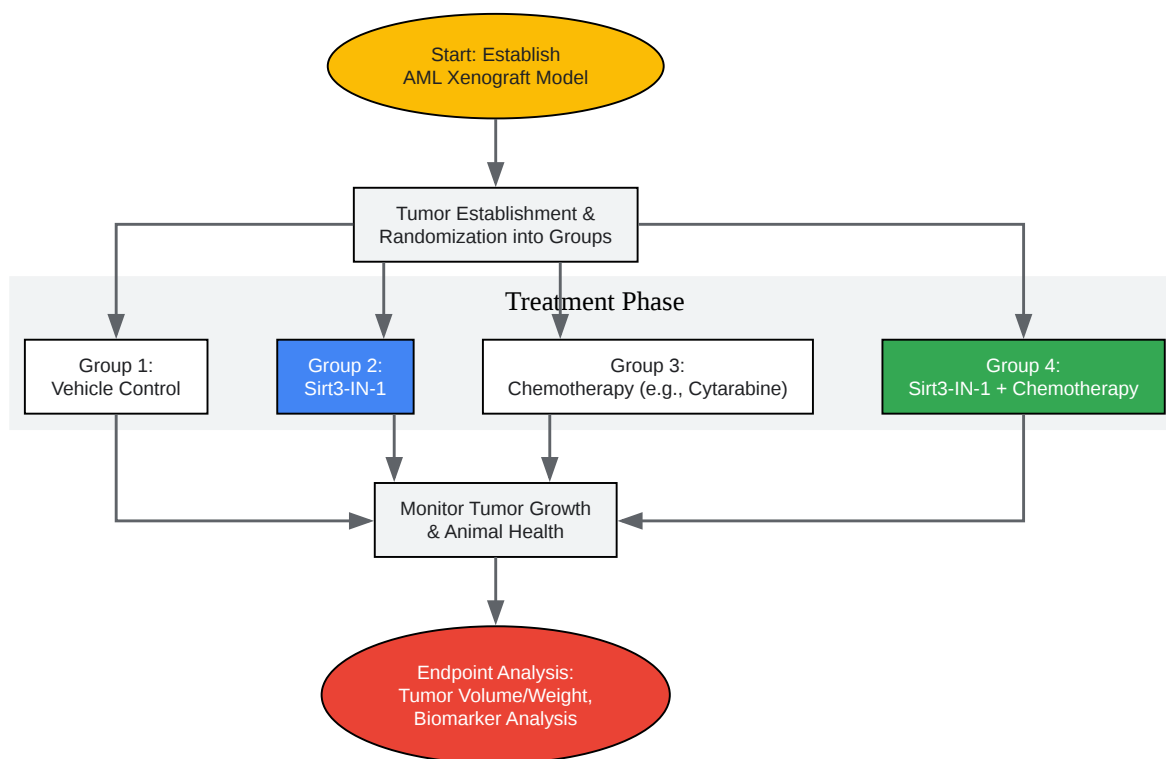 Start: Establish
AML Xenograft Model
Tumor Establishment &
Randomization into Groups
Treatment Phase
Group 1:
Vehicle Control
Group 2:
Sirt3-IN-1
Group 3:
Chemotherapy (e.g., Cytarabine)
Group 4:
Sirt3-IN-1 + Chemotherapy
Monitor Tumor Growth
& Animal Health
Endpoint Analysis:
Tumor Volume/Weight,
Biomarker Analysis